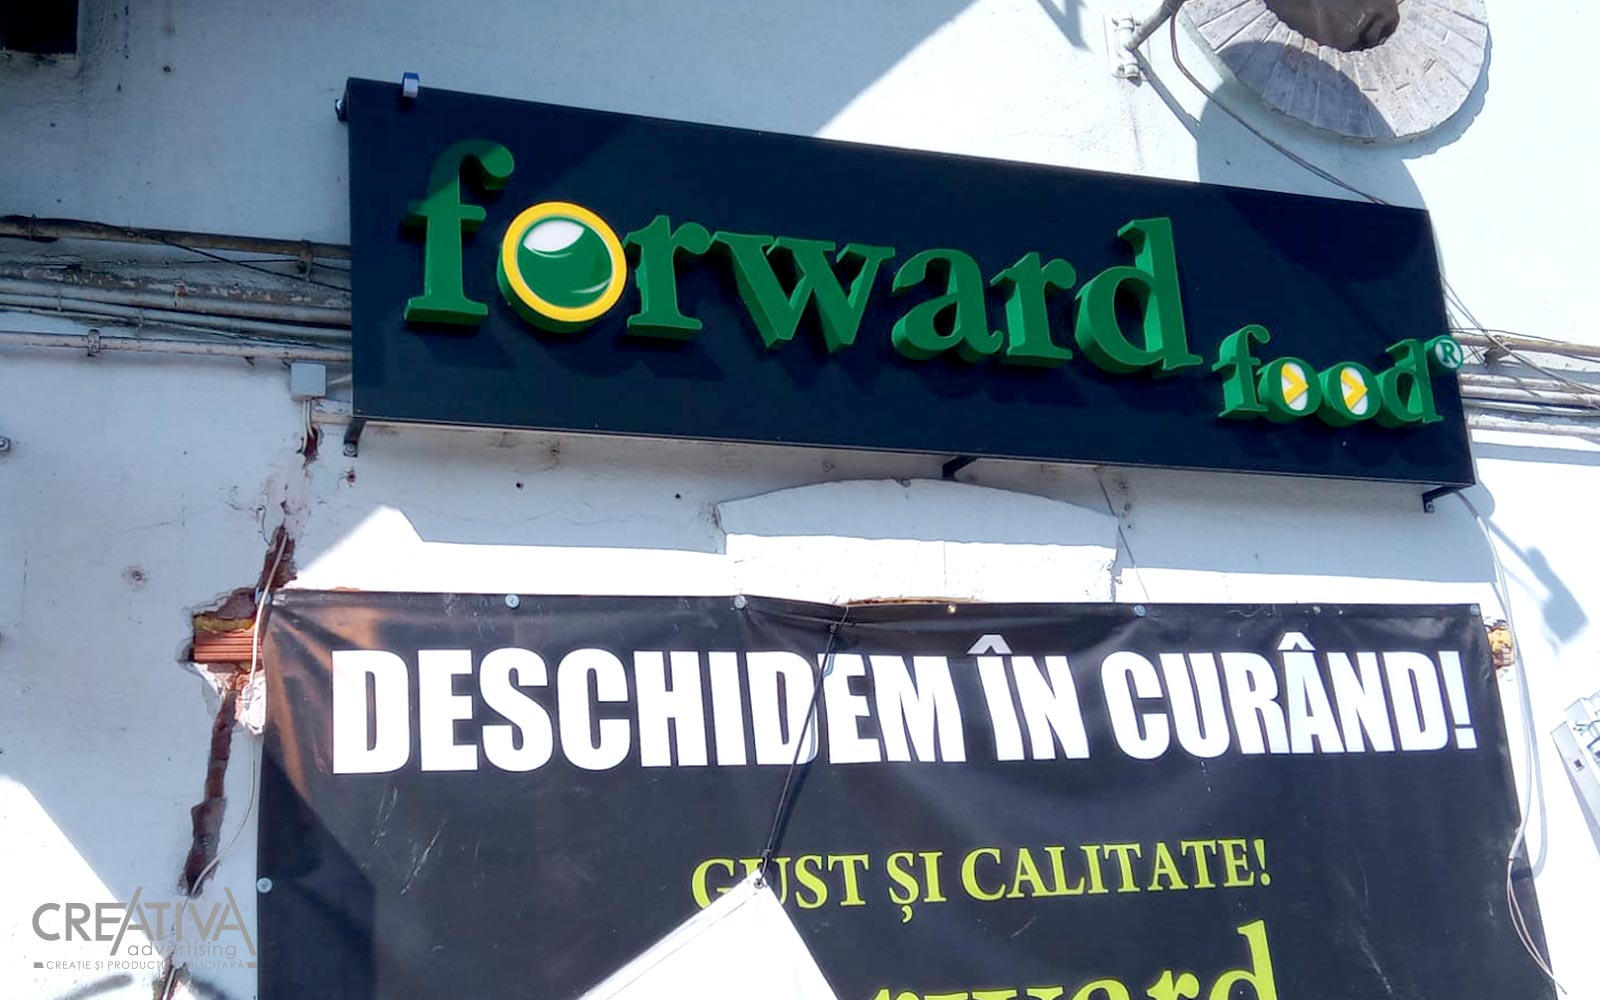 forward
food®
DESCHIDEM ÎN CURÂND!
GUST ȘI CALITATE!
CREATIVA
advertising